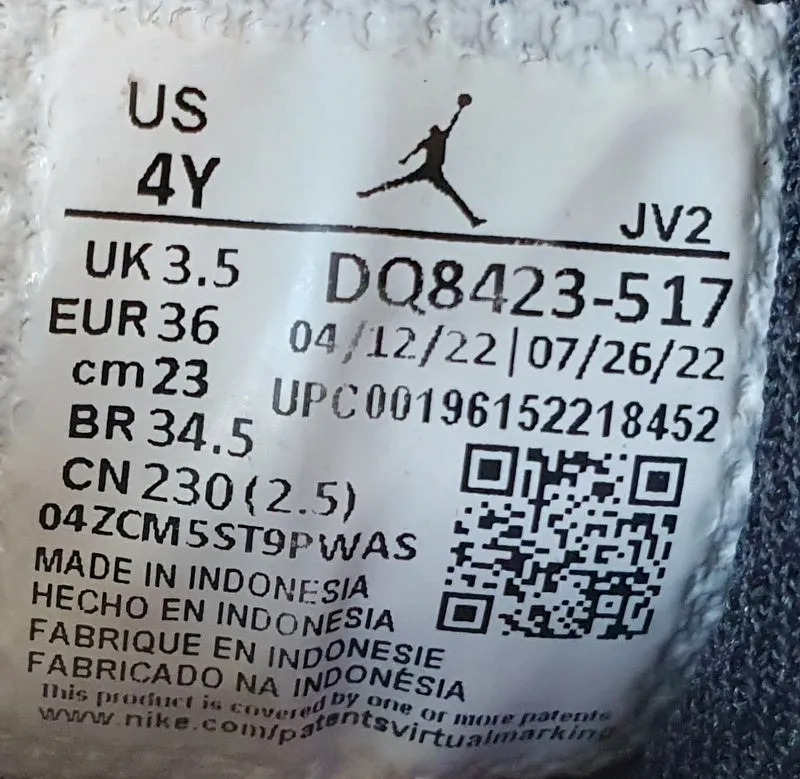 US
4Y
JV2
UK 3.5
DQ8423-517
EUR 36
04/12/22|07/26/22
cm 23
UPC00196152218452
BR 34.5
CN 230 (2.5)
04ZCM5ST9PWAS
MADE IN INDONESIA
HECHO EN INDONESIA
FABRIQUE EN INDONESIE
FABRICADO NA INDONÉSIA
This product is covered by one or more patents
www.nike.com/patentsvirtualmarking